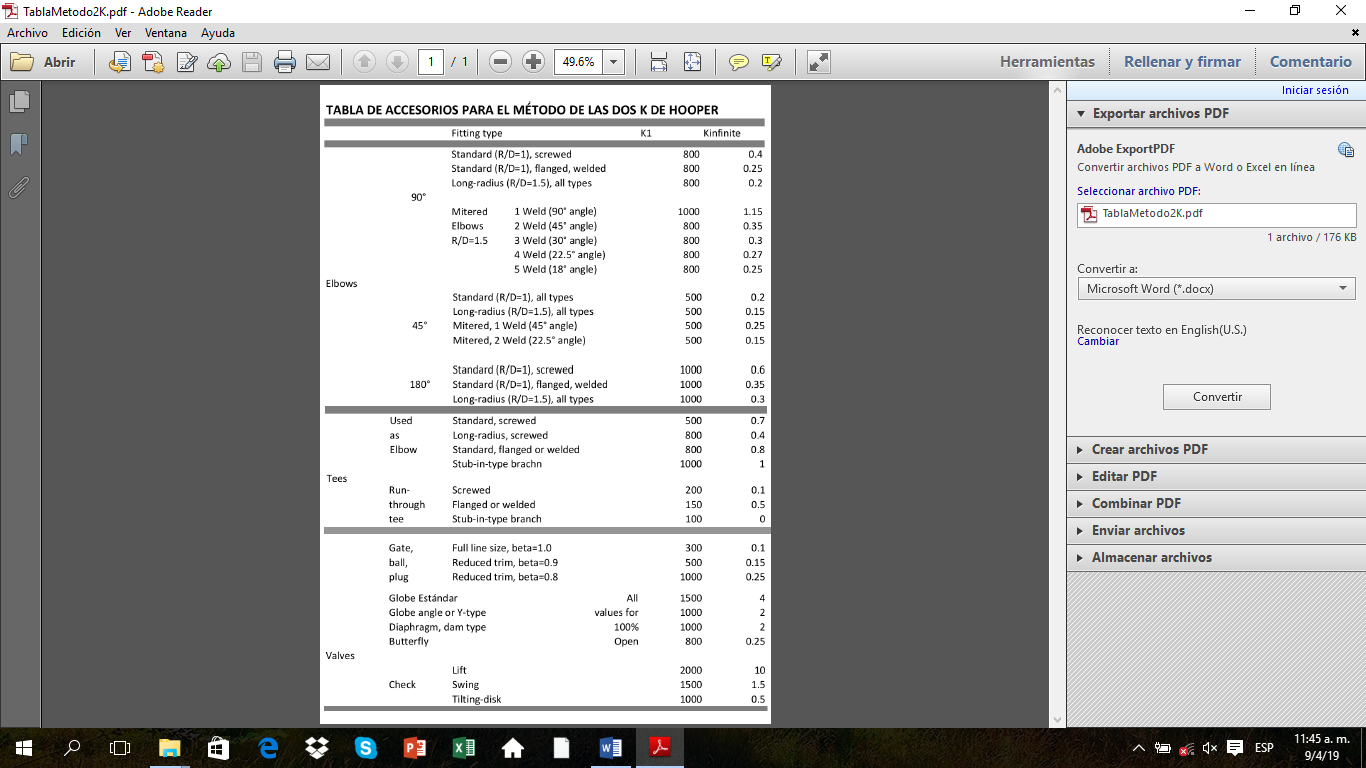 TablaMetodo2K.pdf - Adobe Reader
Archivo Edición Ver Ventana Ayuda
Abrir 1 / 1 49.6% Herramientas Rellenar y firmar Comentario
Iniciar sesión
TABLA DE ACCESORIOS PARA EL MÉTODO DE LAS DOS K DE HOOPER
Fitting type K1 Kinfinite
Standard (R/D=1), screwed 800 0.4
Standard (R/D=1), flanged, welded 800 0.25
Long-radius (R/D=1.5), all types 800 0.2
90°
Mitered 1 Weld (90° angle) 1000 1.15
Elbows 2 Weld (45° angle) 800 0.35
R/D=1.5 3 Weld (30° angle) 800 0.3
4 Weld (22.5° angle) 800 0.27
5 Weld (18° angle) 800 0.25
Elbows
Standard (R/D=1), all types 500 0.2
Long-radius (R/D=1.5), all types 500 0.15
45° Mitered, 1 Weld (45° angle) 500 0.25
Mitered, 2 Weld (22.5° angle) 500 0.15
Standard (R/D=1), screwed 1000 0.6
180° Standard (R/D=1), flanged, welded 1000 0.35
Long-radius (R/D=1.5), all types 1000 0.3
Used Standard, screwed 500 0.7
as Long-radius, screwed 800 0.4
Elbow Standard, flanged or welded 800 0.8
Stub-in-type brachn 1000 1
Tees
Run- Screwed 200 0.1
through Flanged or welded 150 0.5
tee Stub-in-type branch 100 0
Gate, Full line size, beta=1.0 300 0.1
ball, Reduced trim, beta=0.9 500 0.15
plug Reduced trim, beta=0.8 1000 0.25
Globe Estándar All 1500 4
Globe angle or Y-type values for 1000 2
Diaphragm, dam type 100% 1000 2
Butterfly Open 800 0.25
Valves
Lift 2000 10
Check Swing 1500 1.5
Tilting-disk 1000 0.5
Exportar archivos PDF
Adobe ExportPDF
Convertir archivos PDF a Word o Excel en línea
Seleccionar archivo PDF:
TablaMetodo2K.pdf
1 archivo / 176 KB
Convertir a:
Microsoft Word (*.docx)
Reconocer texto en English(U.S.)
Cambiar
Convertir
Crear archivos PDF
Editar PDF
Combinar PDF
Enviar archivos
Almacenar archivos
ESP
11:45 a. m.
9/4/19